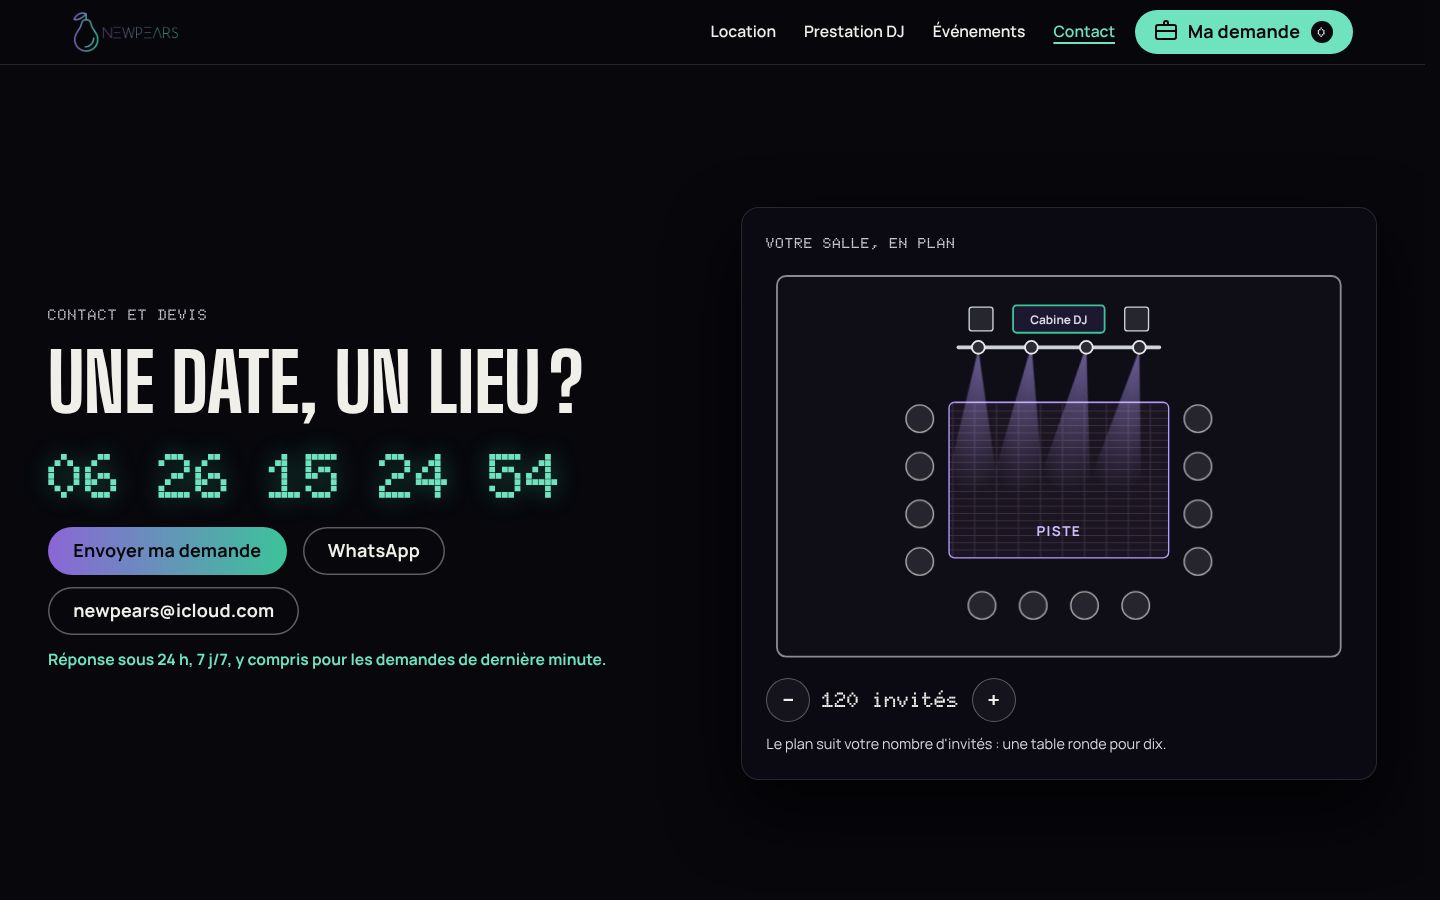 NEWPEARS
Location Prestation DJ Événements Contact Ma demande 0
CONTACT ET DEVIS
UNE DATE, UN LIEU ?
06 26 15 24 54
Envoyer ma demande WhatsApp
newpears@icloud.com
Réponse sous 24 h, 7 j/7, y compris pour les demandes de dernière minute.
VOTRE SALLE, EN PLAN
Cabine DJ
PISTE
− 120 invités +
Le plan suit votre nombre d'invités : une table ronde pour dix.